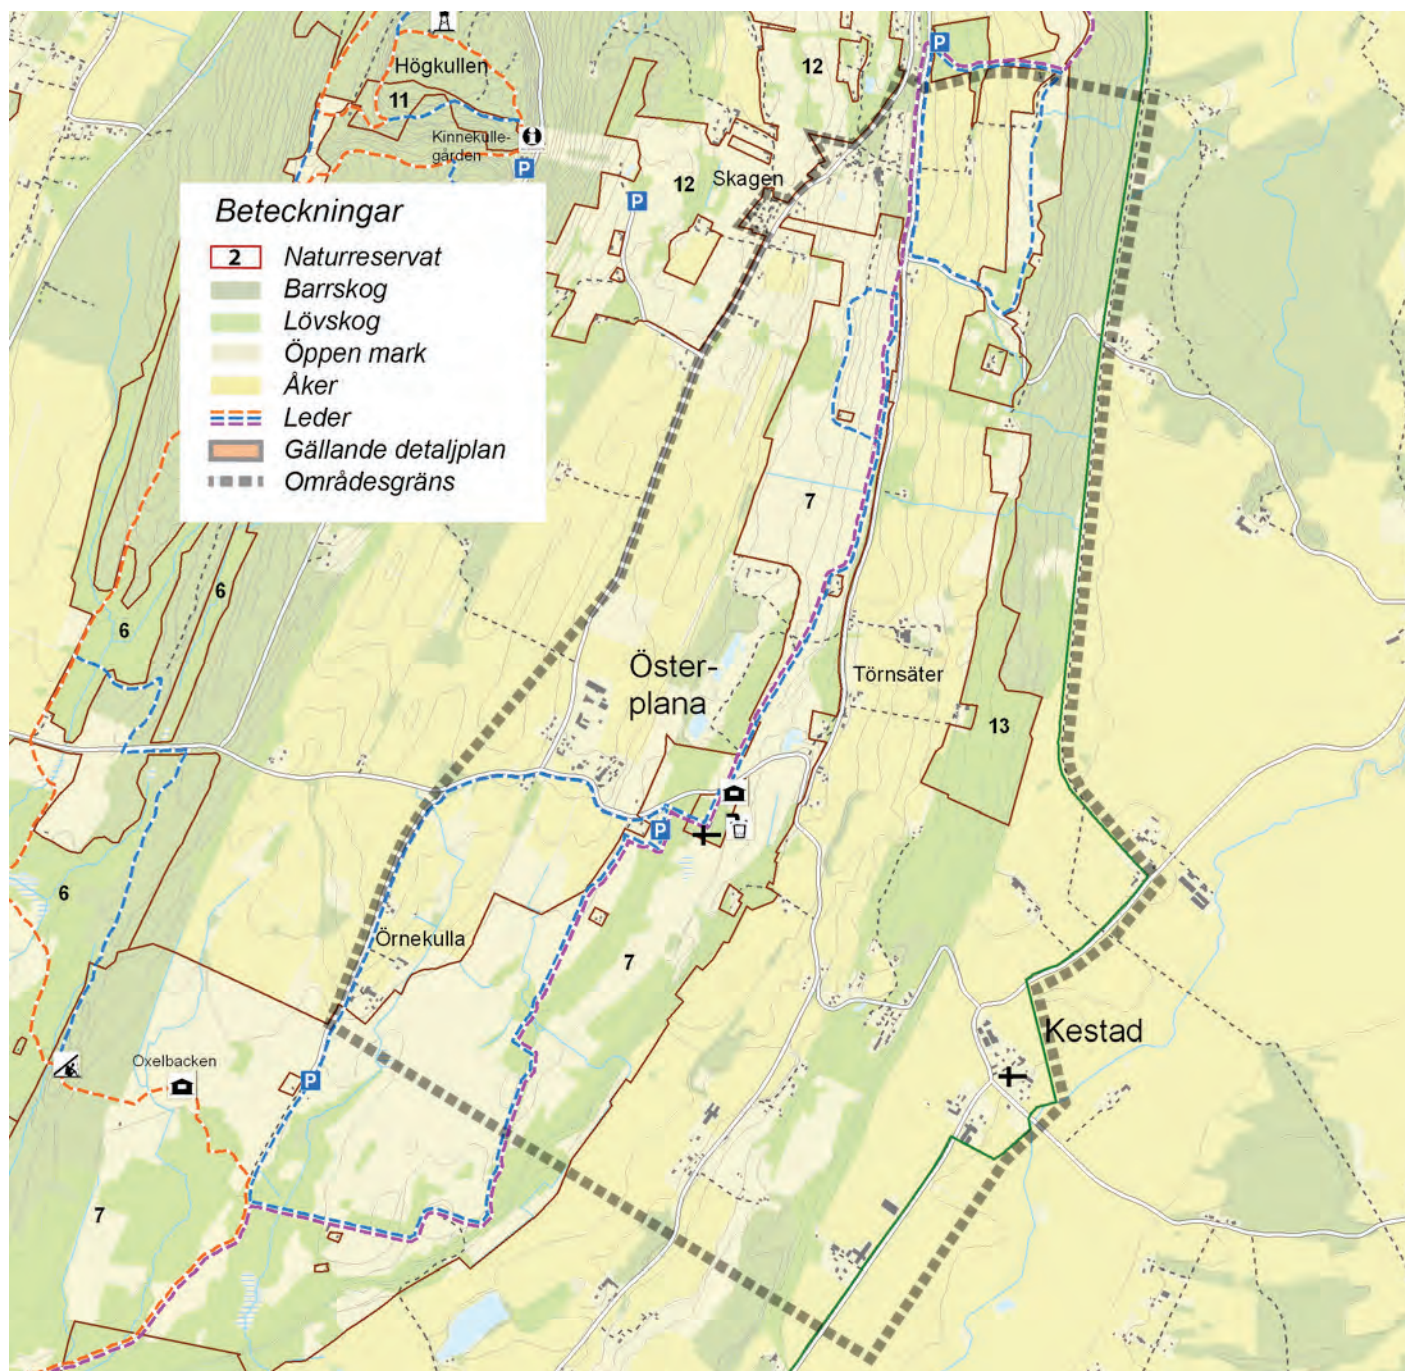 P
12
Högkullen
11
Kinnekulle-
gården
P
12
Skagen
P
Beteckningar
2 Naturreservat
Barrskog
Lövskog
Öppen mark
Åker
Leder
Gällande detaljplan
Områdesgräns
7
6
6
Öster-
plana
Törnsäter
13
P
6
Örnekulla
7
Kestad
Oxelbacken
P
7